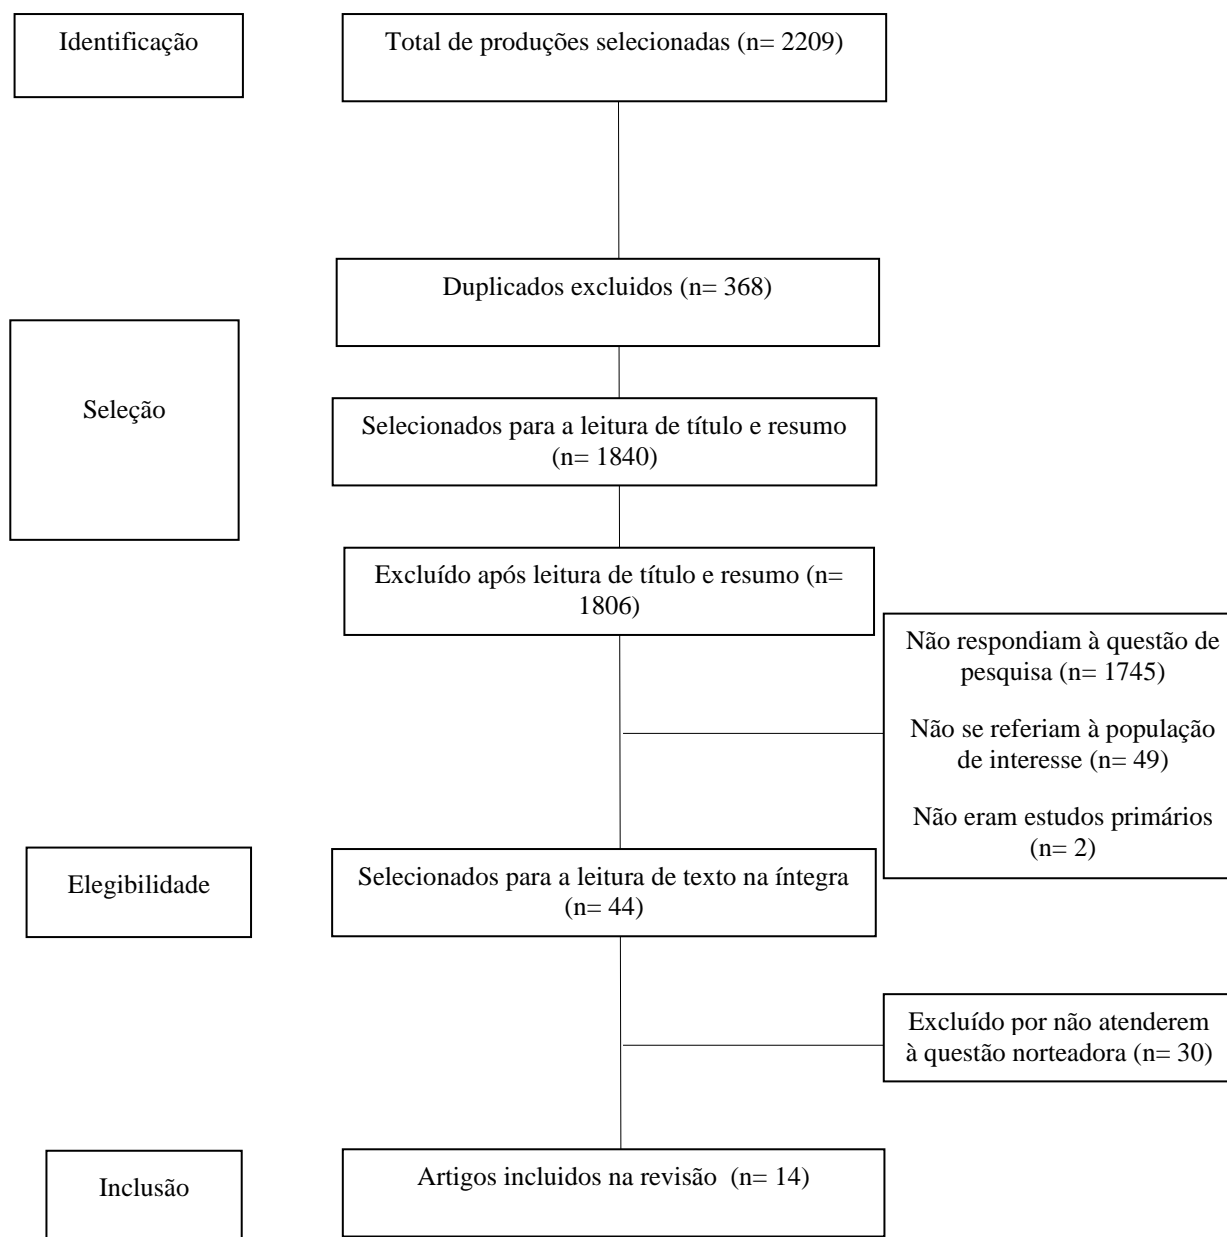 Identificação
Total de produções selecionadas (n= 2209)
Duplicados excluidos (n= 368)
Seleção
Selecionados para a leitura de título e resumo
(n= 1840)
Excluído após leitura de título e resumo (n=
1806)
Não respondiam à questão de
pesquisa (n= 1745)
Não se referiam à população
de interesse (n= 49)
Não eram estudos primários
(n= 2)
Elegibilidade
Selecionados para a leitura de texto na íntegra
(n= 44)
Excluído por não atenderem
à questão norteadora (n= 30)
Inclusão
Artigos incluidos na revisão  (n= 14)